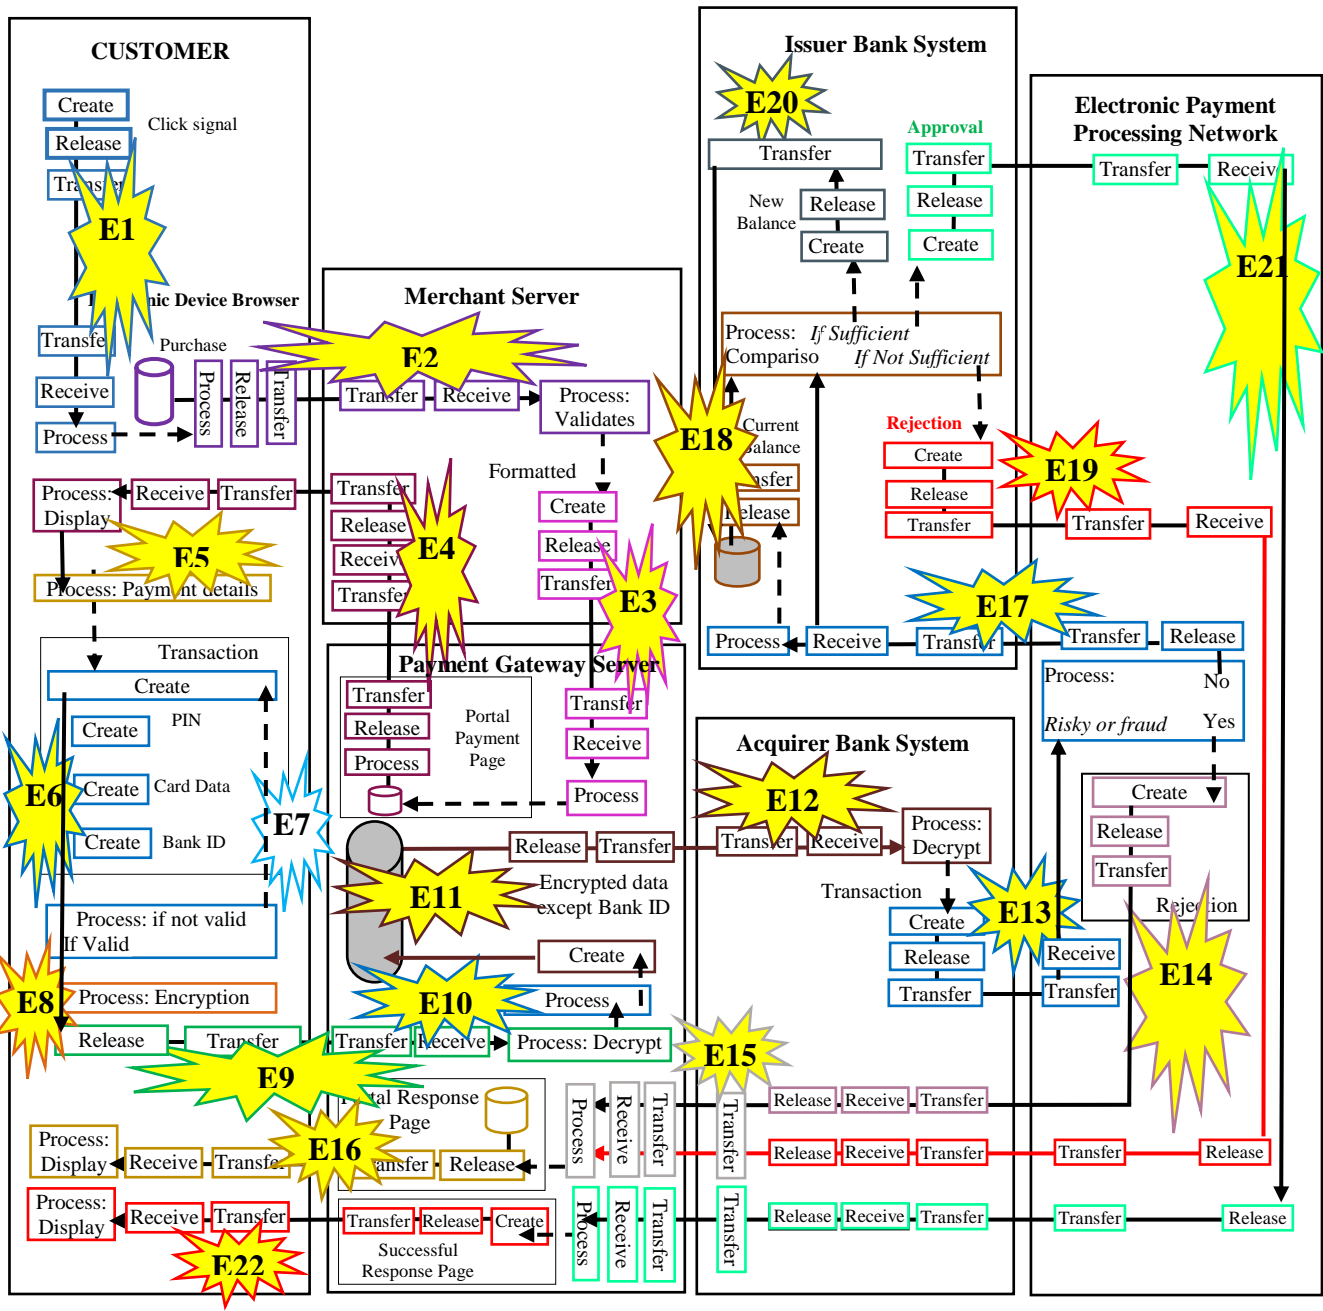 CUSTOMER
Create
Click signal
Release
E1
nic Device Browser
Transfe
Receive
Process
Purchase
Process
Release
Transfer
Merchant Server
E2
Transfer
Receive
Process:
Validates
Formatted
Create
Release
Transfer
E3
Transfer
Release
Receiv
Transfer
E4
Transfer
Receive
Process:
Display
E5
Process: Payment details
Transaction
Create
PIN
Create
Create
Card Data
Create
Bank ID
E6
E7
Process: if not valid
If Valid
E8
Process: Encryption
Release
Transfer
E9
Payment Gateway Server
Transfer
Release
Process
Portal
Payment
Page
Transfer
Receive
Process
Release
Transfer
E11
Encrypted data
except Bank ID
Create
E10
Process
Transfer
Receive
Process: Decrypt
tal Response
Page
Release
ransfer
E16
Transfer
Receive
Process:
Display
Process
Receive
Transfer
Transfer
E15
Release
Receive
Transfer
Release
Receive
Transfer
Transfer
Release
Process:
Display
Receive
Transfer
E22
Transfer
Release
Create
Successful
Response Page
Process
Receive
Transfer
Transfer
Release
Receive
Transfer
Transfer
Release
Issuer Bank System
E20
Transfer
New
Balance
Release
Create
Approval
Transfer
Release
Create
Process: If Sufficient
Compariso If Not Sufficient
E18
Current
Balance
nsfer
Release
Rejection
Create
Release
Transfer
E19
Transfer
Receive
E17
Process
Receive
Transfer
Transfer
Release
Electronic Payment
Processing Network
Transfer
Receive
E21
Process:
No
Risky or fraud
Yes
Create
Release
Transfer
Rejection
E14
Acquirer Bank System
E12
Transfer
Receive
Process:
Decrypt
Transaction
Create
Release
Transfer
E13
Receive
Transfer